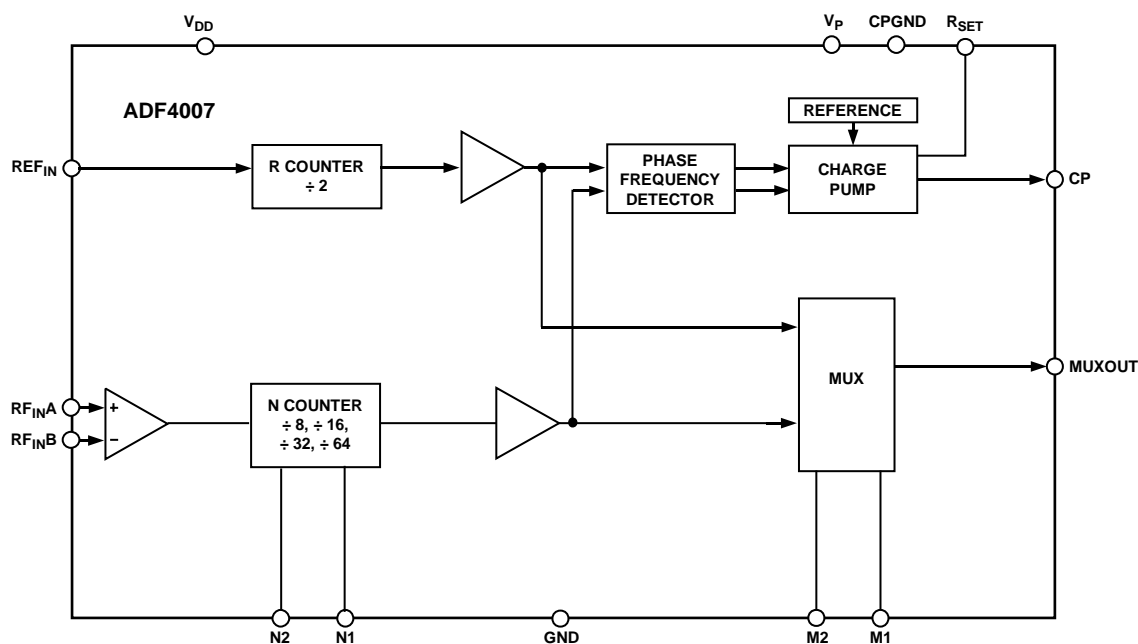 VDD
VP
CPGND
RSET
ADF4007
REFERENCE
REFIN
R COUNTER
÷ 2
PHASE
FREQUENCY
DETECTOR
CHARGE
PUMP
CP
MUX
MUXOUT
RFINA
+
RFINB
−
N COUNTER
÷ 8, ÷ 16,
÷ 32, ÷ 64
N2
N1
GND
M2
M1